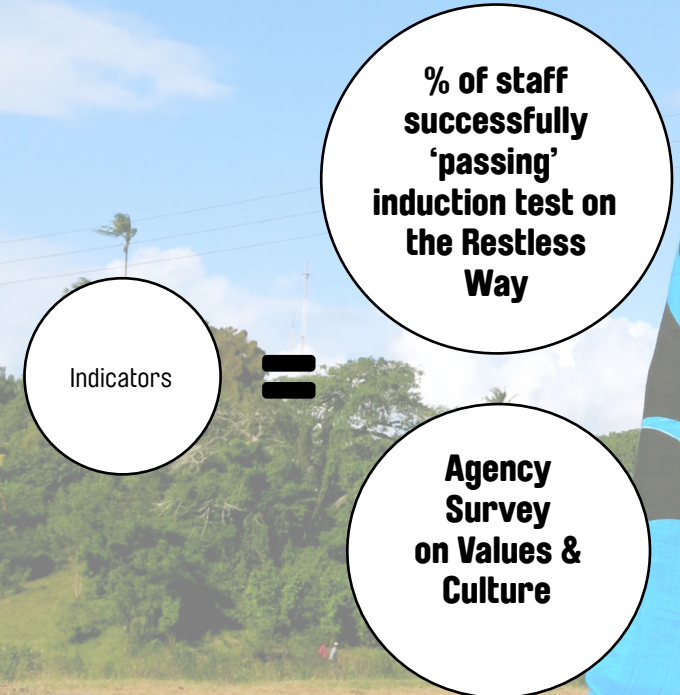 % of staff
successfully
‘passing’
induction test on
the Restless
Way
Indicators
=
Agency
Survey
on Values &
Culture